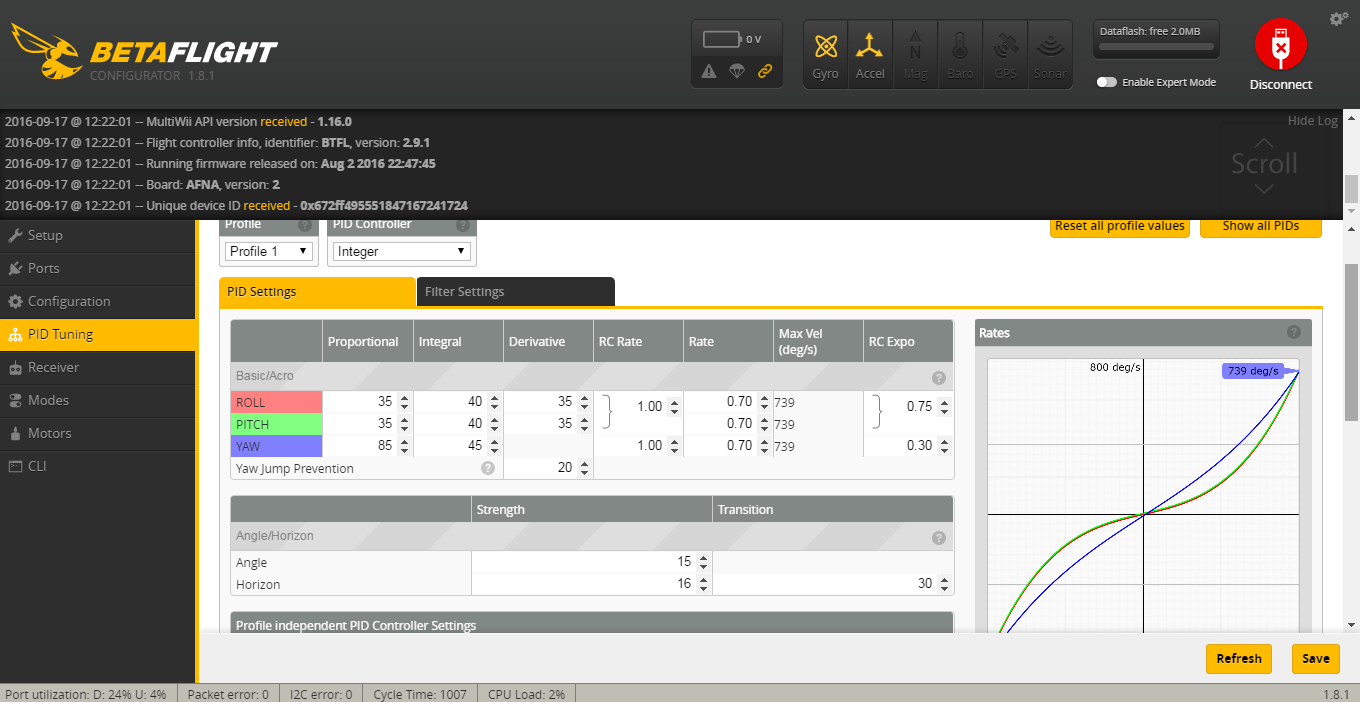 BETAFLIGHT
CONFIGURATOR 1.8.1
0 V
Gyro Accel Mag Baro GPS Sonar
Dataflash: free 2.0MB
Enable Expert Mode
Disconnect
2016-09-17 @ 12:22:01 -- MultiWii API version received - 1.16.0
Hide Log
2016-09-17 @ 12:22:01 -- Flight controller info, identifier: BTFL, version: 2.9.1
2016-09-17 @ 12:22:01 -- Running firmware released on: Aug 2 2016 22:47:45
Scroll
2016-09-17 @ 12:22:01 -- Board: AFNA, version: 2
2016-09-17 @ 12:22:01 -- Unique device ID received - 0x672ff495551847167241724
Setup
Ports
Configuration
PID Tuning
Receiver
Modes
Motors
CLI
Profile PID Controller
Reset all profile values Show all PIDs
Profile 1 Integer
PID Settings Filter Settings
Proportional Integral Derivative RC Rate Rate Max Vel (deg/s) RC Expo
Basic/Acro
ROLL 35 40 35 1.00 0.70 739 0.75
PITCH 35 40 35 0.70 739
YAW 85 45 1.00 0.70 739 0.30
Yaw Jump Prevention 20
Strength Transition
Angle/Horizon
Angle 15
Horizon 16 30
Profile independent PID Controller Settings
Rates
800 deg/s 739 deg/s
Refresh Save
Port utilization: D: 24% U: 4% Packet error: 0 I2C error: 0 Cycle Time: 1007 CPU Load: 2% 1.8.1